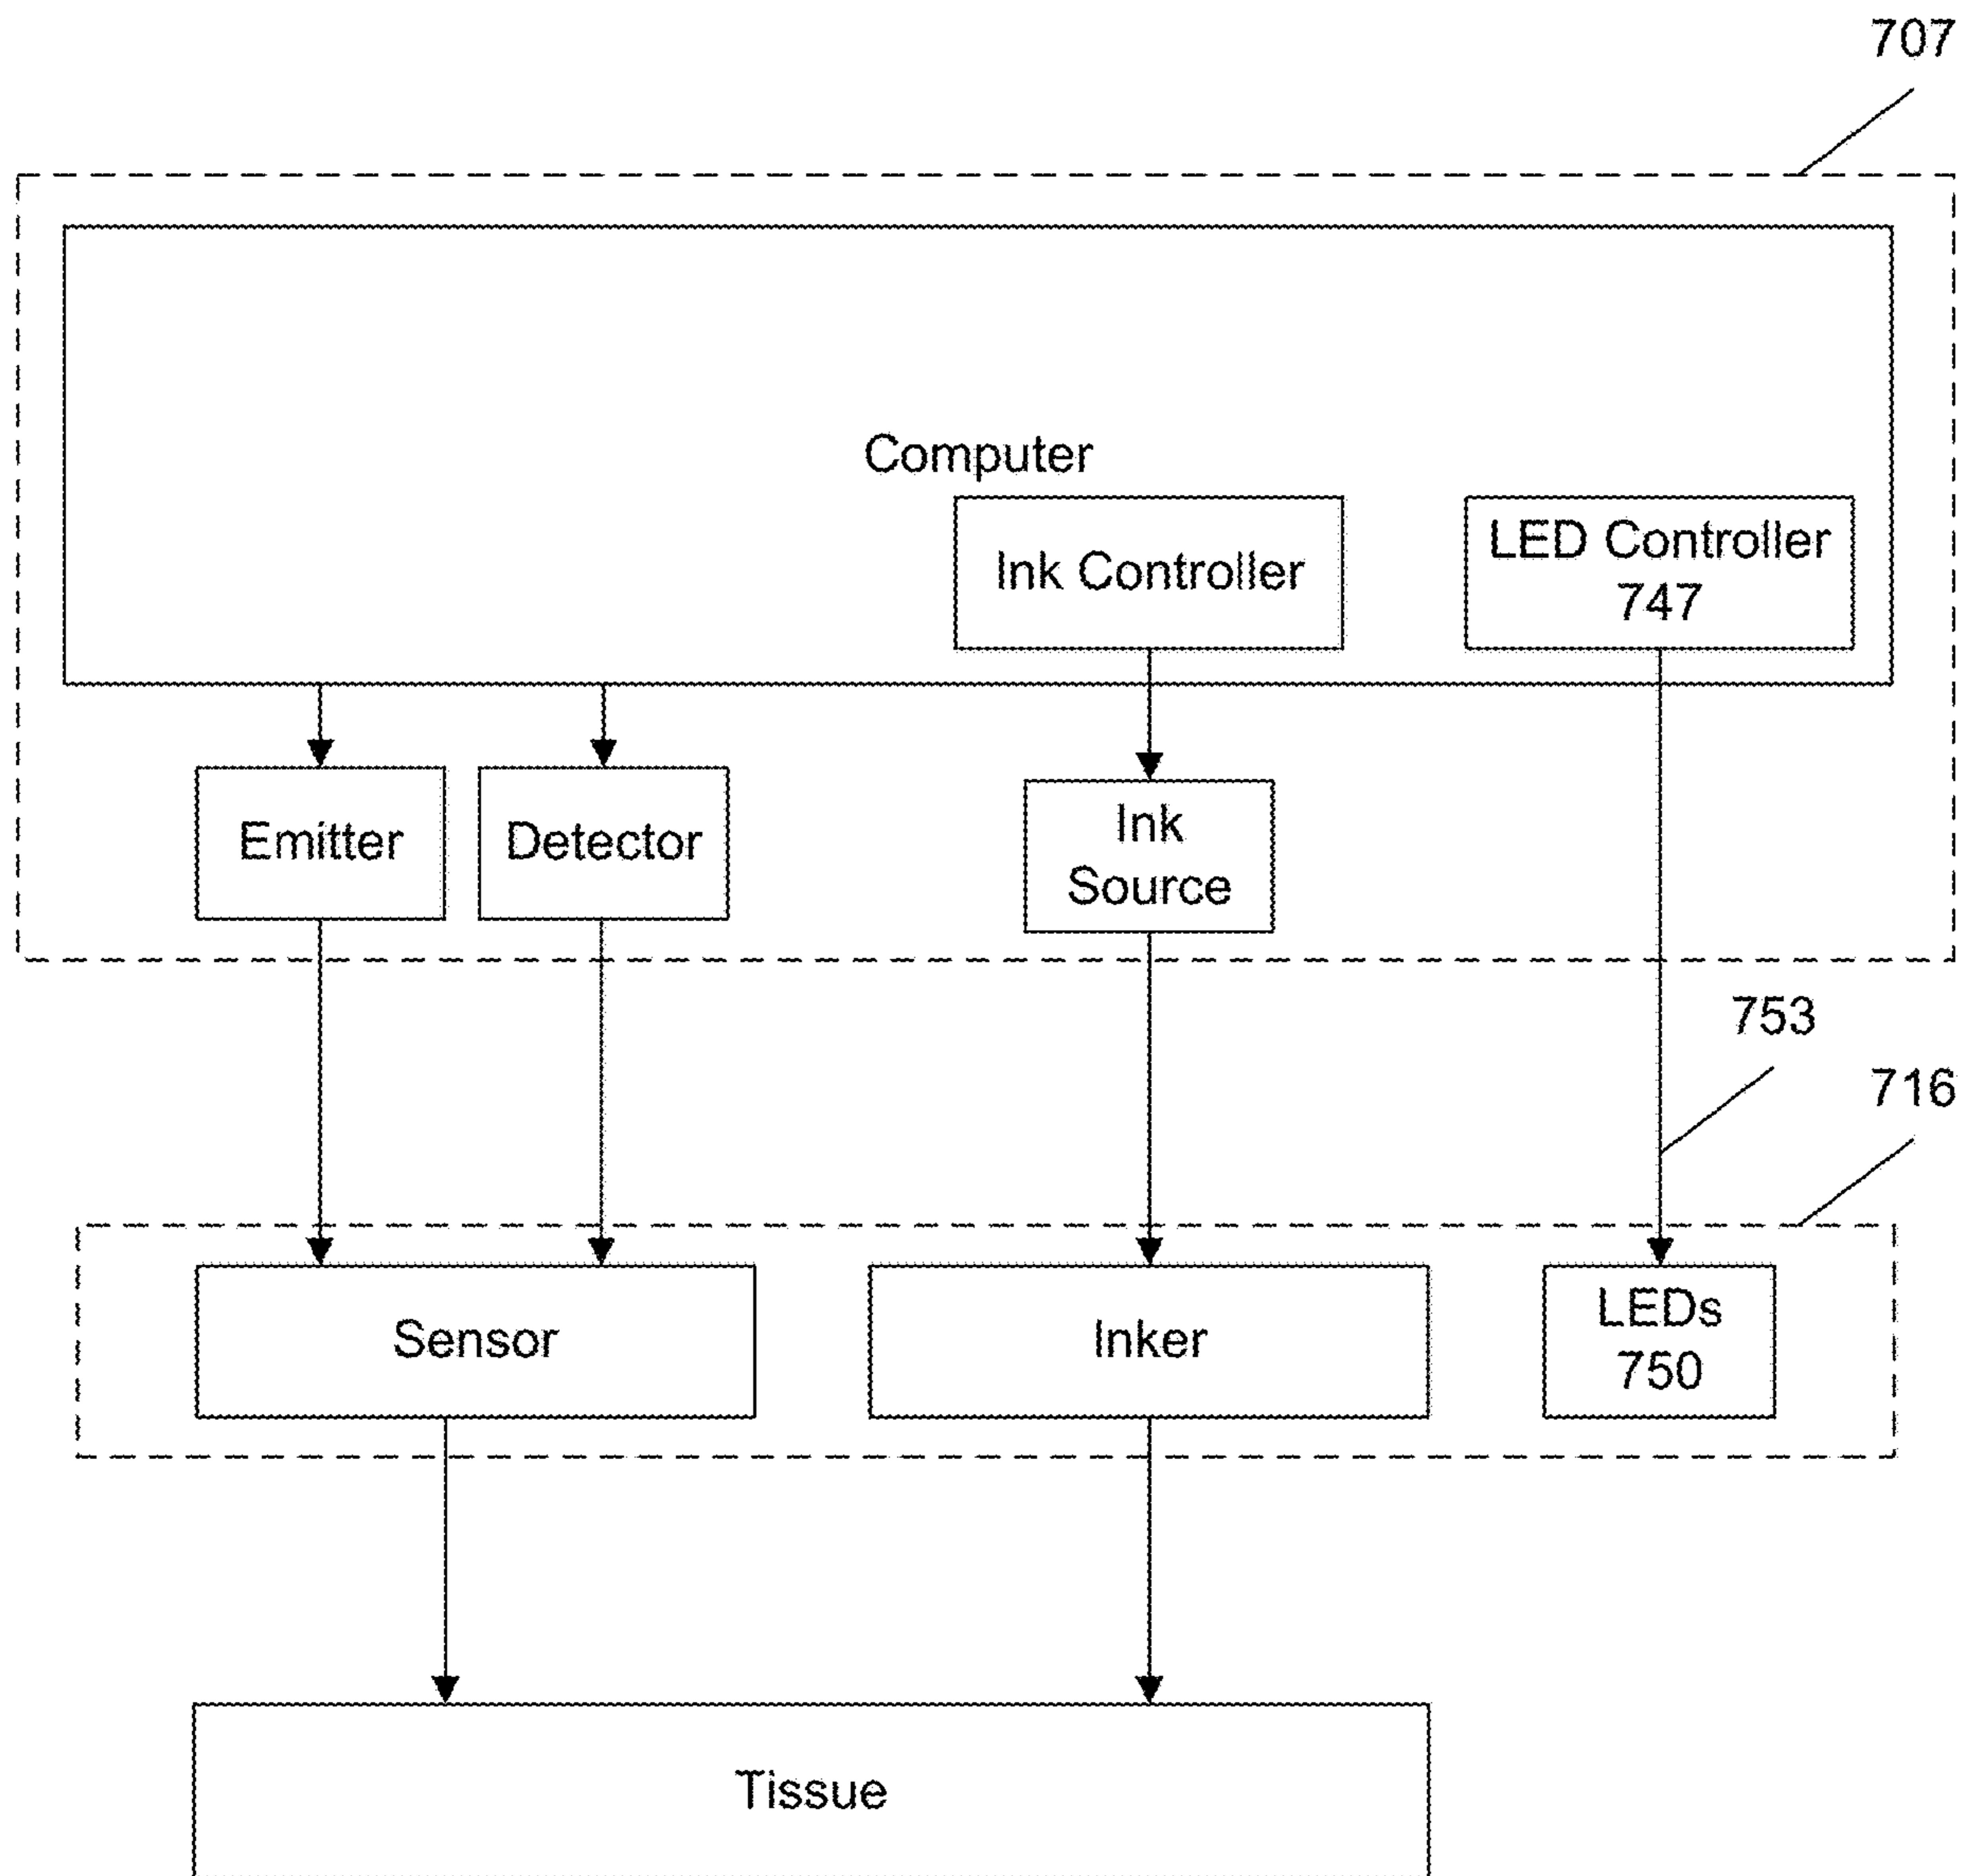 707
Computer
Ink Controller
LED Controller
747
Emitter
Detector
Ink
Source
753
716
Sensor
Inker
LEDs
750
Tissue